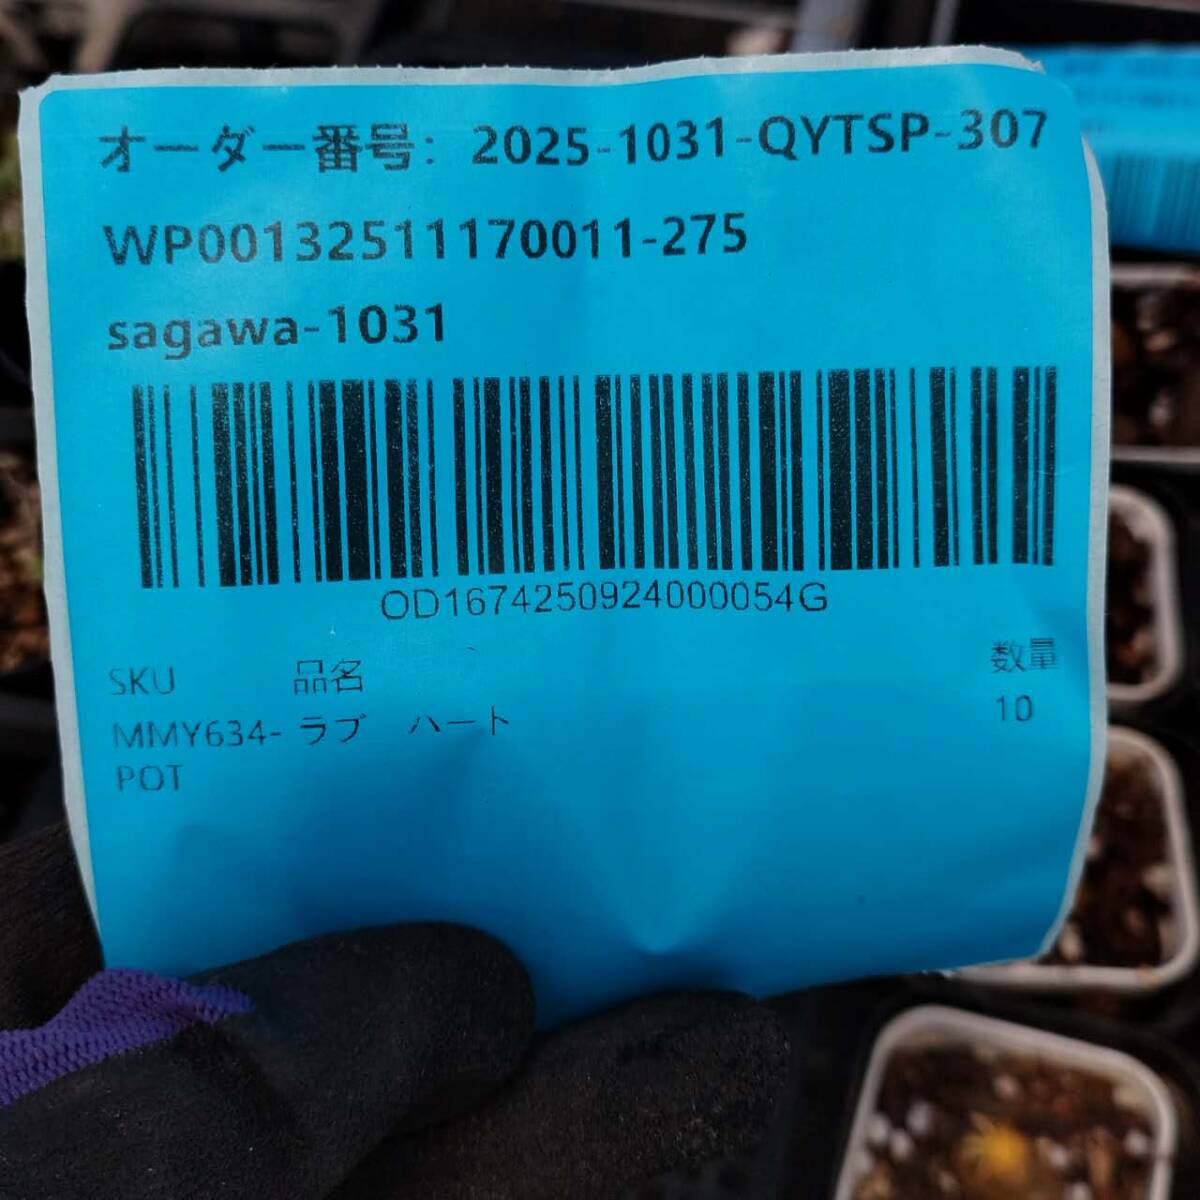 オーダー番号: 2025-1031-QYTSP-307
WP00132511170011-275
sagawa-1031
OD1674250924000054G
SKU 品名 数量
MMY634- ラブ ハート 10
POT